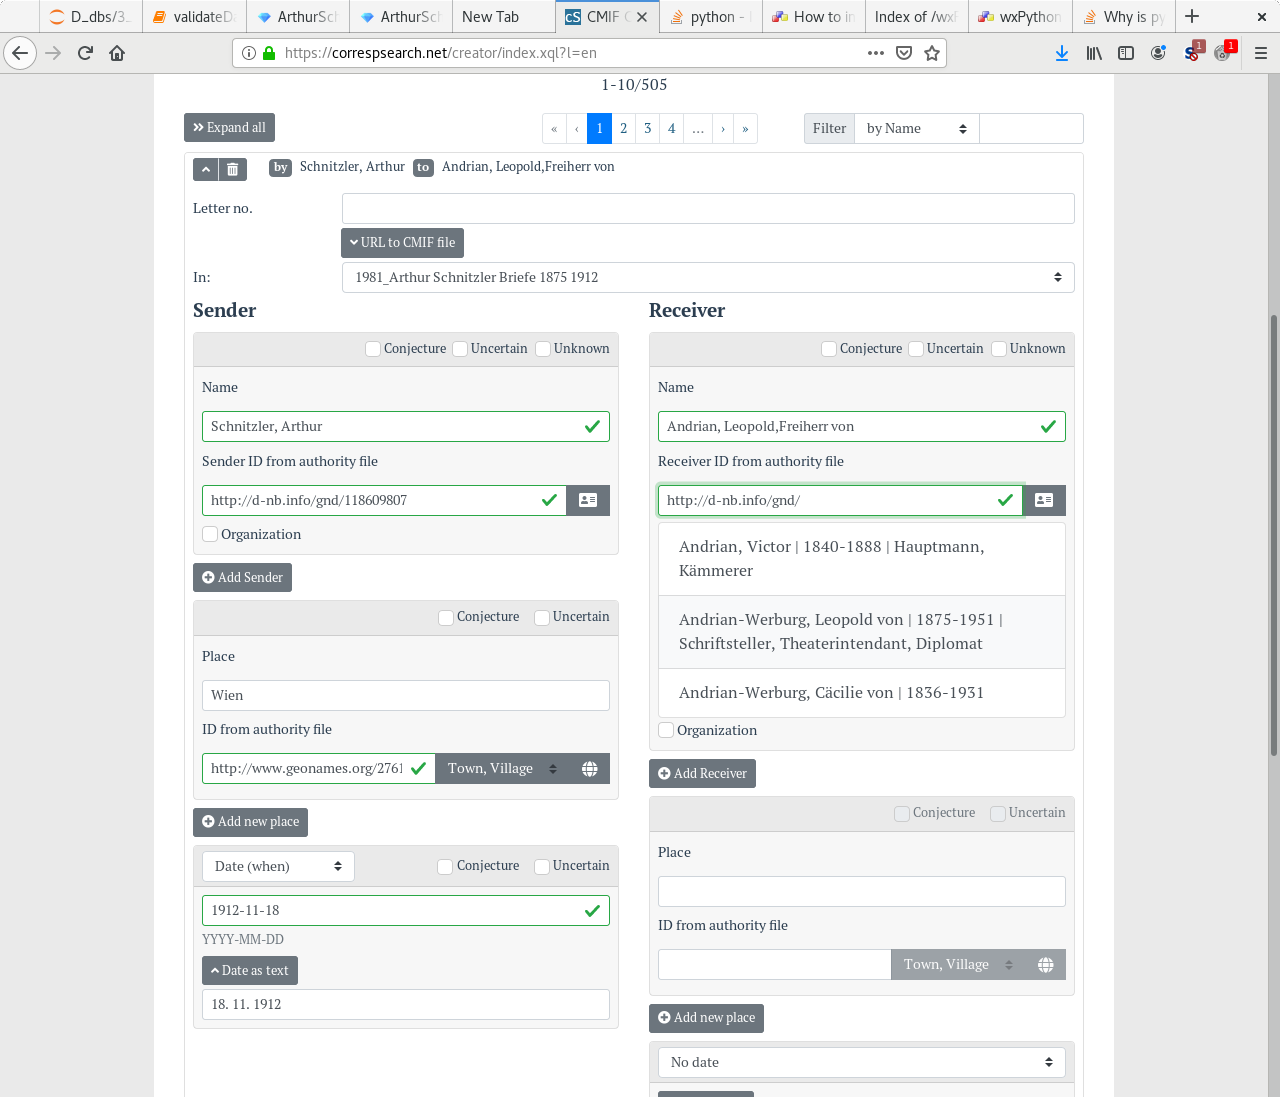 D_dbs/3_
validateDa
ArthurSch
ArthurSch
New Tab
CMIF C
python -
How to in
Index of /wxP
wxPython
Why is py
https://correspsearch.net/creator/index.xql?l=en
1
1
1-10/505
Expand all
« ‹ 1 2 3 4 … › »
Filter by Name
by Schnitzler, Arthur to Andrian, Leopold,Freiherr von
Letter no.
URL to CMIF file
In: 1981_Arthur Schnitzler Briefe 1875 1912
Sender
Conjecture Uncertain Unknown
Name
Schnitzler, Arthur
Sender ID from authority file
http://d-nb.info/gnd/118609807
Organization
Add Sender
Conjecture Uncertain
Place
Wien
ID from authority file
http://www.geonames.org/2761 Town, Village
Add new place
Date (when) Conjecture Uncertain
1912-11-18
YYYY-MM-DD
Date as text
18. 11. 1912
Receiver
Conjecture Uncertain Unknown
Name
Andrian, Leopold,Freiherr von
Receiver ID from authority file
http://d-nb.info/gnd/
Andrian, Victor | 1840-1888 | Hauptmann,
Kämmerer
Andrian-Werburg, Leopold von | 1875-1951 |
Schriftsteller, Theaterintendant, Diplomat
Andrian-Werburg, Cäcilie von | 1836-1931
Organization
Add Receiver
Conjecture Uncertain
Place
ID from authority file
Town, Village
Add new place
No date